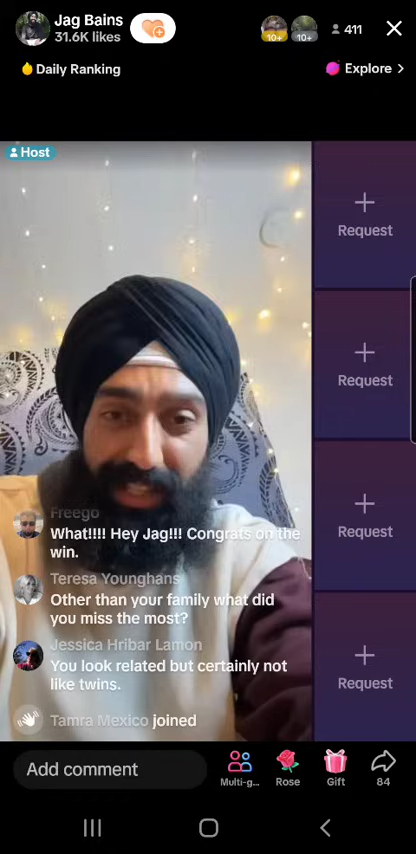 Jag Bains
31.6K likes
10+
10+
411
Daily Ranking
Explore >
Host
Request
Request
Request
Request
Freego
What!!!! Hey Jag!!! Congrats on the
win.
Teresa Younghans
Other than your family what did
you miss the most?
Jessica Hribar Lamon
You look related but certainly not
like twins.
Tamra Mexico joined
Add comment
Multi-g...
Rose
Gift
84